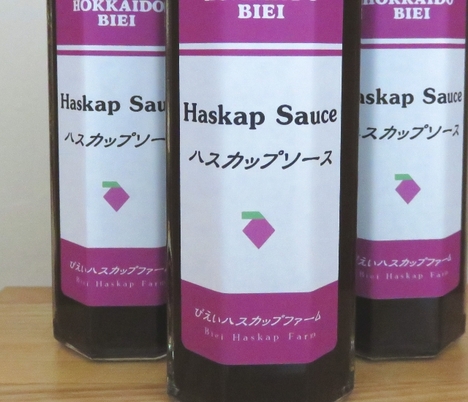 HOKKAIDO
BIEI
Haskap Sauce
ハスカップソース
びえいハスカップファーム
Biei Haskap Farm
HOKKAIDO
BIEI
Haskap Sauce
ハスカップソース
びえいハスカップファーム
Biei Haskap Farm
HOKKAIDO
BIEI
askap Sauce
スカップソース
びえいハスカップファーム
Biei Haskap Farm